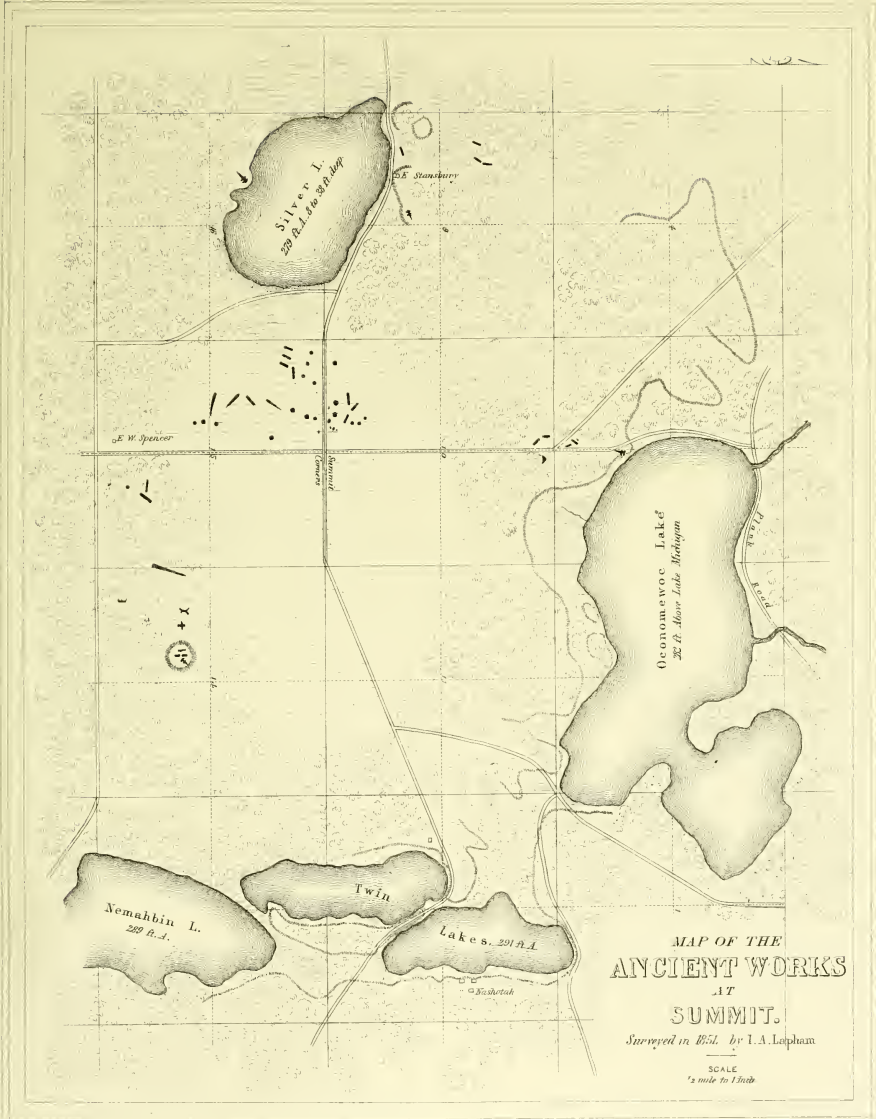 Silver L.
279 ft. A. 8 to 38 ft. deep.
E. Stansbury
9
E. W. Spencer
Summit
Corners
Oconomewoc Lake
282 ft. Above Lake Michigan
Plank Road
Nemahbin L.
289 ft. A.
Twin
Lakes. 291 ft. A.
Nashotah
MAP OF THE
ANCIENT WORKS
AT
SUMMIT.
Surveyed in 1851. by I. A. Lapham
SCALE
½ mile to 1 inch